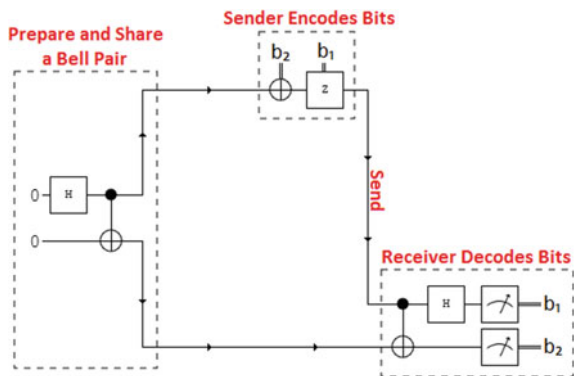 Prepare and Share
a Bell Pair
Sender Encodes Bits
b₂ b₁
Z
0 H
0
Send
Receiver Decodes Bits
H b₁
b₂